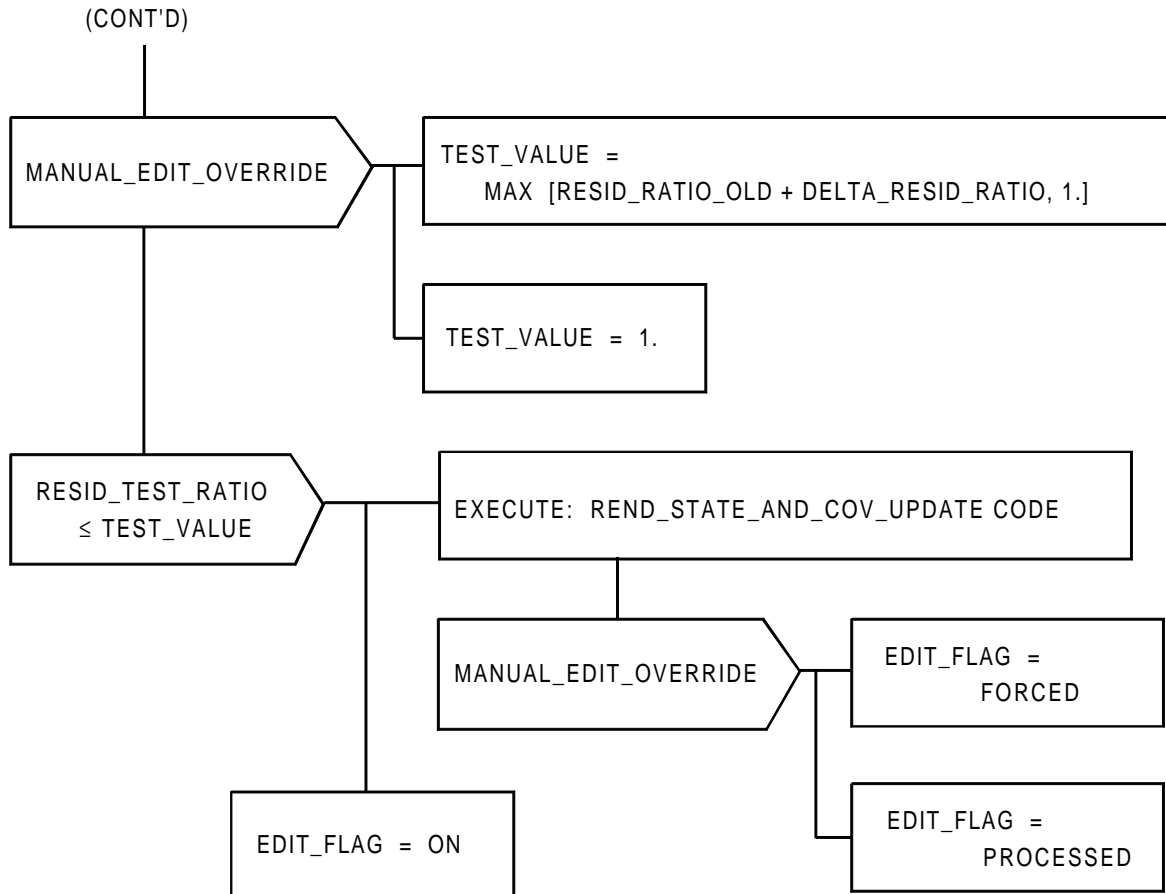 (CONT'D)
MANUAL_EDIT_OVERRIDE
TEST_VALUE =
MAX [RESID_RATIO_OLD + DELTA_RESID_RATIO, 1.]
TEST_VALUE = 1.
RESID_TEST_RATIO
≤ TEST_VALUE
EXECUTE: REND_STATE_AND_COV_UPDATE CODE
MANUAL_EDIT_OVERRIDE
EDIT_FLAG =
FORCED
EDIT_FLAG =
PROCESSED
EDIT_FLAG = ON